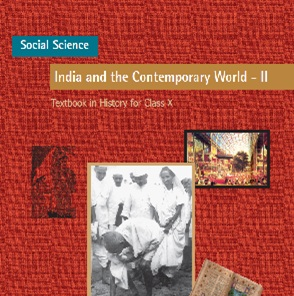 Social Science
India and the Contemporary World - II
Textbook in History for Class X